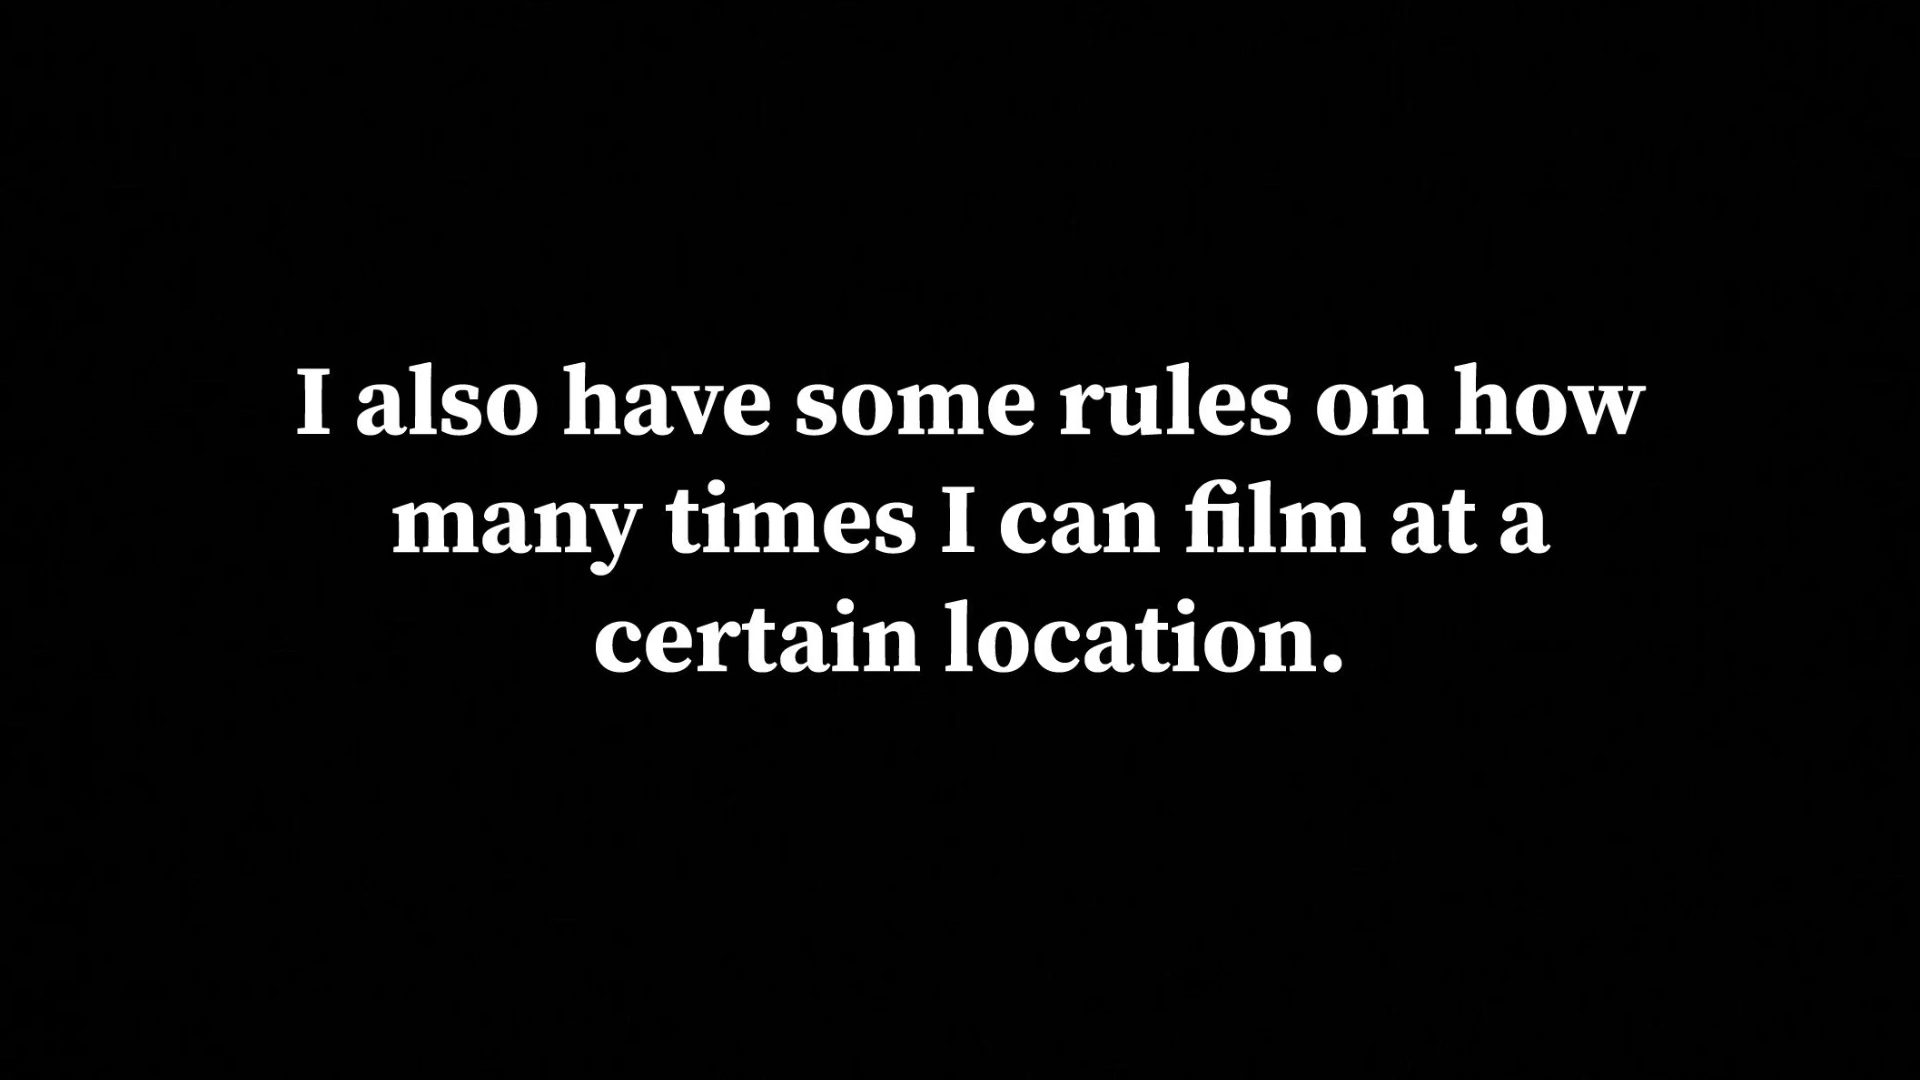 I also have some rules on how
many times I can film at a
certain location.